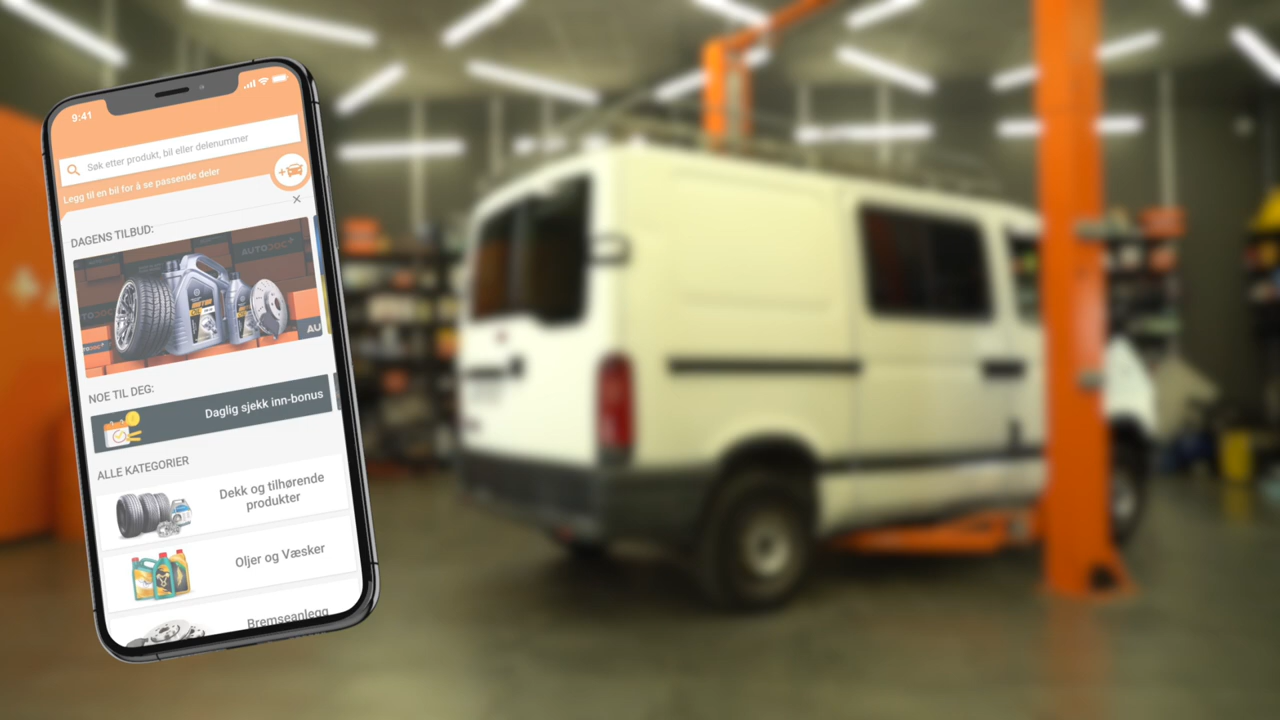 9:41
Søk etter produkt, bil eller delenummer
Legg til en bil for å se passende deler
DAGENS TILBUD:
AUTODOC
NOE TIL DEG:
Daglig sjekk inn-bonus
ALLE KATEGORIER
Dekk og tilhørende
produkter
Oljer og Væsker
Bremseanlegg